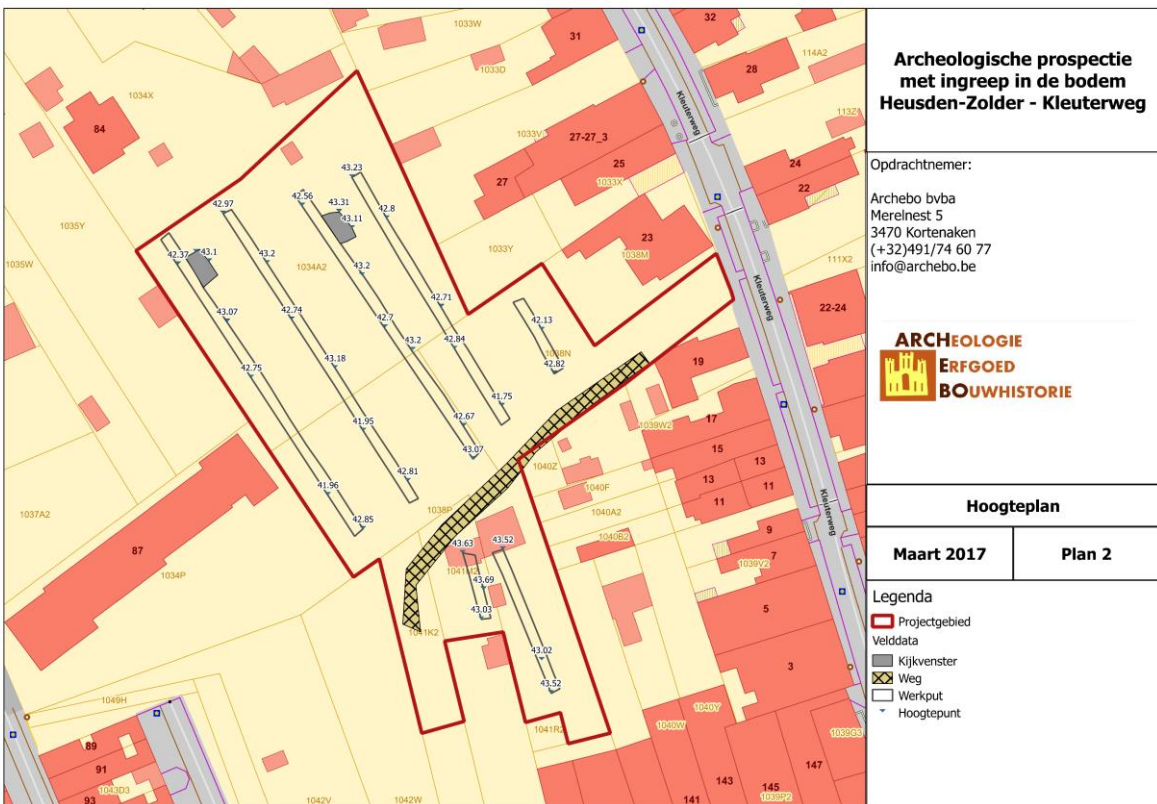 1033W
32
31
114A2
1033D
28
1034X
Kleuterweg
113Z
84
27-27_3
1033V
25
24
27
1033X
22
43.23
42.56
43.31
42.8
42.97
43.11
1035Y
23
1038M
1033Y
42.37
43.1
43.2
1034A2
43.2
111X2
1035W
Kleuterweg
22-24
43.07
42.74
42.7
42.71
42.13
43.2
42.84
1038N
42.82
43.18
42.75
19
41.75
41.95
42.67
17
1039W2
43.07
15
1040Z
13
42.81
41.96
13
11
1040F
11
1038P
1040A2
Kleuterweg
1037A2
42.85
9
87
43.63
43.52
1040B2
7
1034P
1039V2
43.69
43.03
5
1041K2
43.02
3
43.52
1049H
1041R2
1040W
1040Y
1039G3
89
91
1043D3
93
147
143
145
1042V
1042W
141
1039P2
Archeologische prospectie
met ingreep in de bodem
Heusden-Zolder - Kleuterweg
Opdrachtnemer:
Archebo bvba
Merelnest 5
3470 Kortenaken
(+32)491/74 60 77
info@archebo.be
ARCHEOLOGIE
ERFGOED
BOUWHISTORIE
Hoogteplan
Maart 2017
Plan 2
Legenda
Projectgebied
Velddata
Kijkvenster
Weg
Werkput
Hoogtepunt